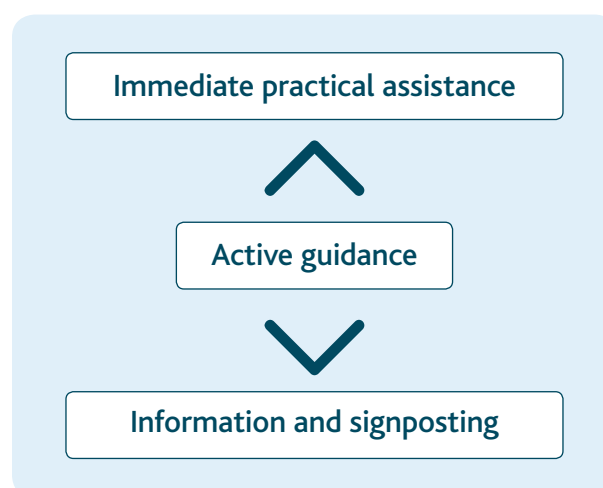 Immediate practical assistance
Active guidance
Information and signposting